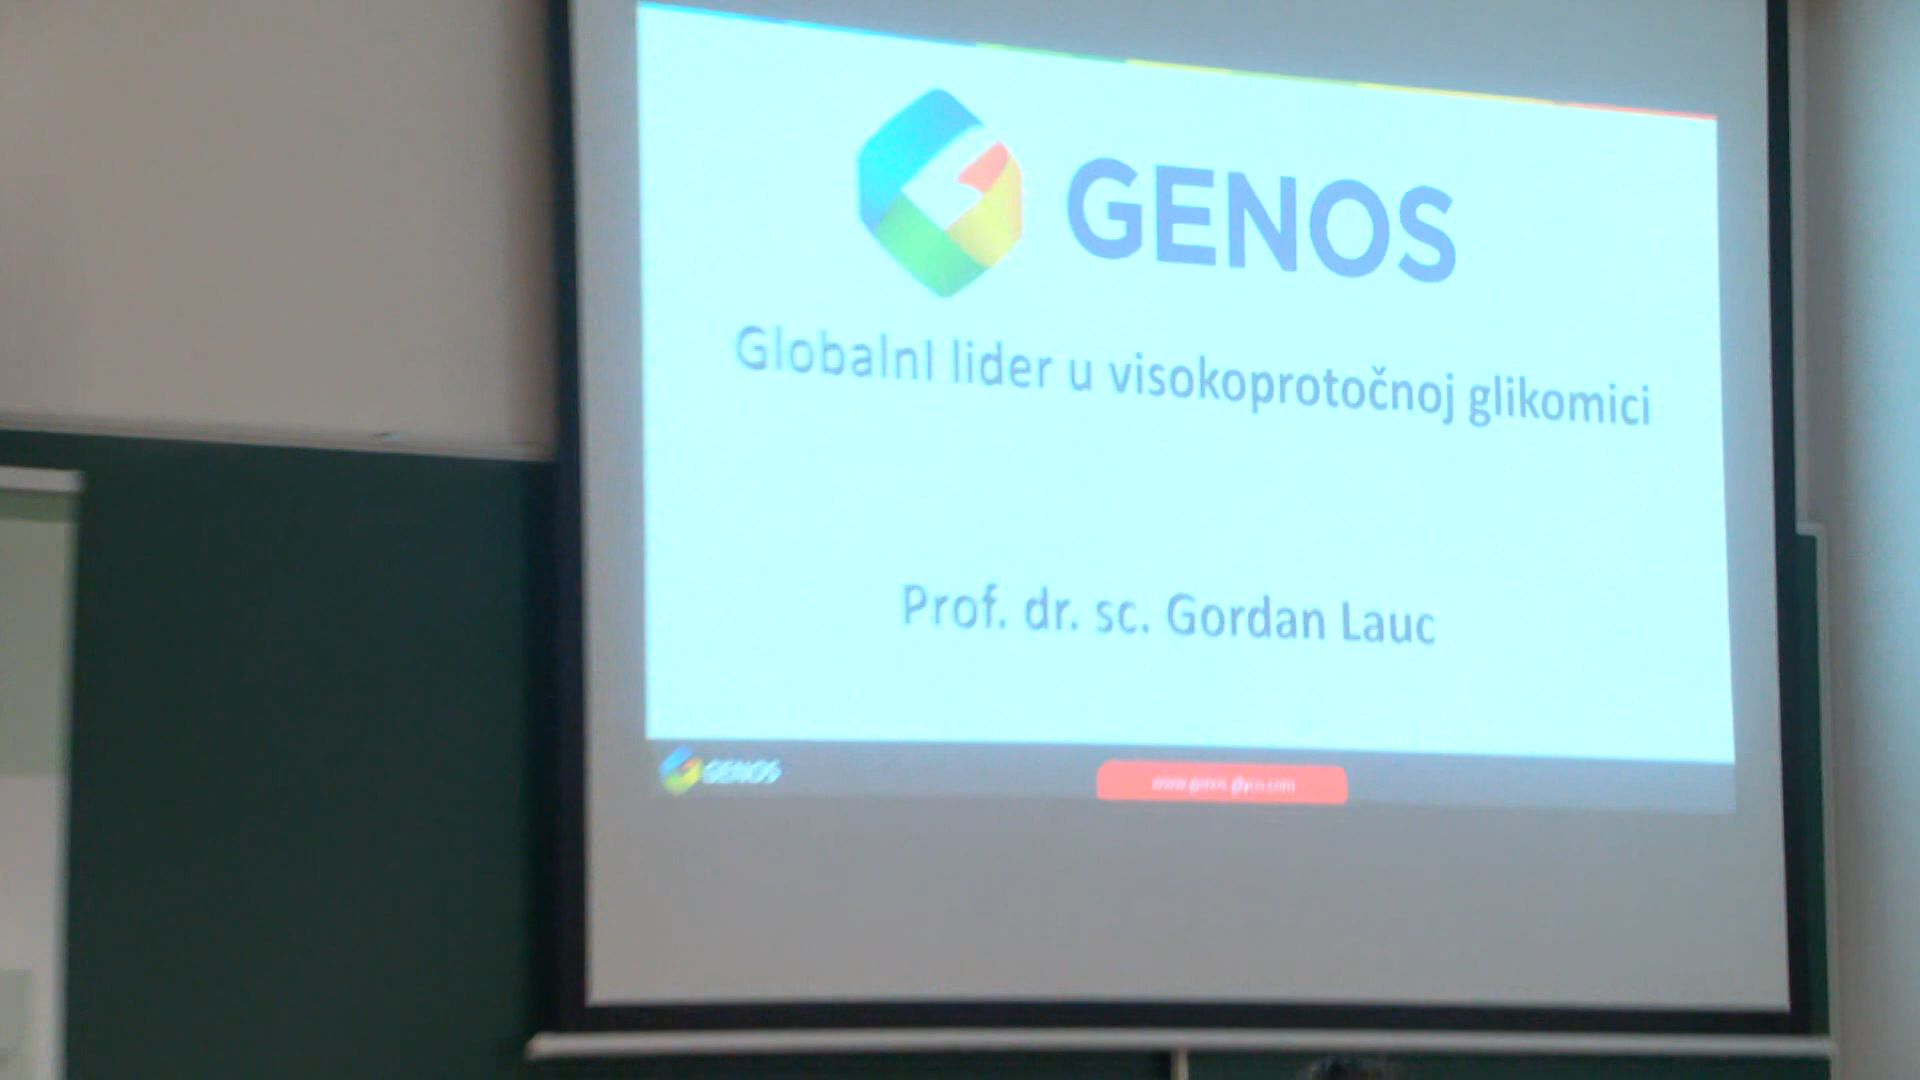 GENOS
GlobalnI lider u visokoprotočnoj glikomici
Prof. dr. sc. Gordan Lauc
GENOS